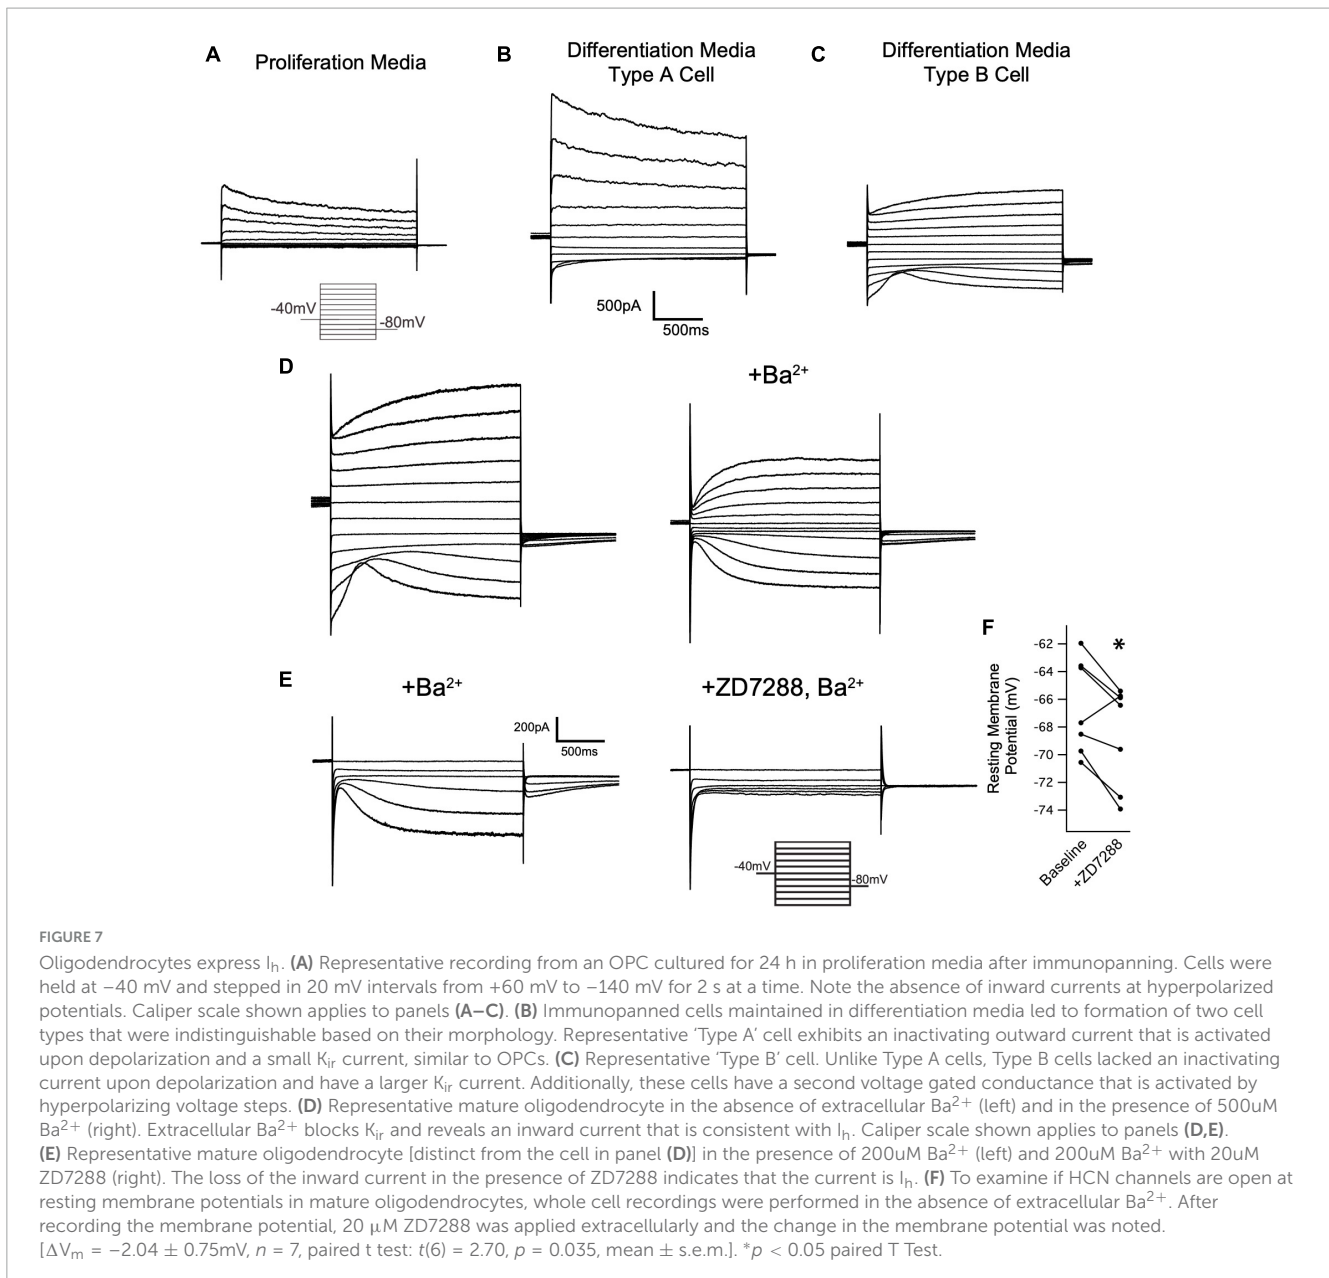 A
Proliferation Media
B
Differentiation Media
Type A Cell
C
Differentiation Media
Type B Cell
-40mV
-80mV
500pA
500ms
D
+Ba²⁺
E
+Ba²⁺
200pA
500ms
+ZD7288, Ba²⁺
-40mV
-80mV
F
Resting Membrane
Potential (mV)
-62
-64
-66
-68
-70
-72
-74
*
Baseline
+ZD7288
FIGURE 7
Oligodendrocytes express Iₕ. (A) Representative recording from an OPC cultured for 24 h in proliferation media after immunopanning. Cells were
held at −40 mV and stepped in 20 mV intervals from +60 mV to −140 mV for 2 s at a time. Note the absence of inward currents at hyperpolarized
potentials. Caliper scale shown applies to panels (A–C). (B) Immunopanned cells maintained in differentiation media led to formation of two cell
types that were indistinguishable based on their morphology. Representative ‘Type A’ cell exhibits an inactivating outward current that is activated
upon depolarization and a small Kir current, similar to OPCs. (C) Representative ‘Type B’ cell. Unlike Type A cells, Type B cells lacked an inactivating
current upon depolarization and have a larger Kir current. Additionally, these cells have a second voltage gated conductance that is activated by
hyperpolarizing voltage steps. (D) Representative mature oligodendrocyte in the absence of extracellular Ba²⁺ (left) and in the presence of 500uM
Ba²⁺ (right). Extracellular Ba²⁺ blocks Kir and reveals an inward current that is consistent with Iₕ. Caliper scale shown applies to panels (D,E).
(E) Representative mature oligodendrocyte [distinct from the cell in panel (D)] in the presence of 200uM Ba²⁺ (left) and 200uM Ba²⁺ with 20uM
ZD7288 (right). The loss of the inward current in the presence of ZD7288 indicates that the current is Iₕ. (F) To examine if HCN channels are open at
resting membrane potentials in mature oligodendrocytes, whole cell recordings were performed in the absence of extracellular Ba²⁺. After
recording the membrane potential, 20 μM ZD7288 was applied extracellularly and the change in the membrane potential was noted.
[ΔVₘ = −2.04 ± 0.75mV, n = 7, paired t test: t(6) = 2.70, p = 0.035, mean ± s.e.m.]. *p < 0.05 paired T Test.